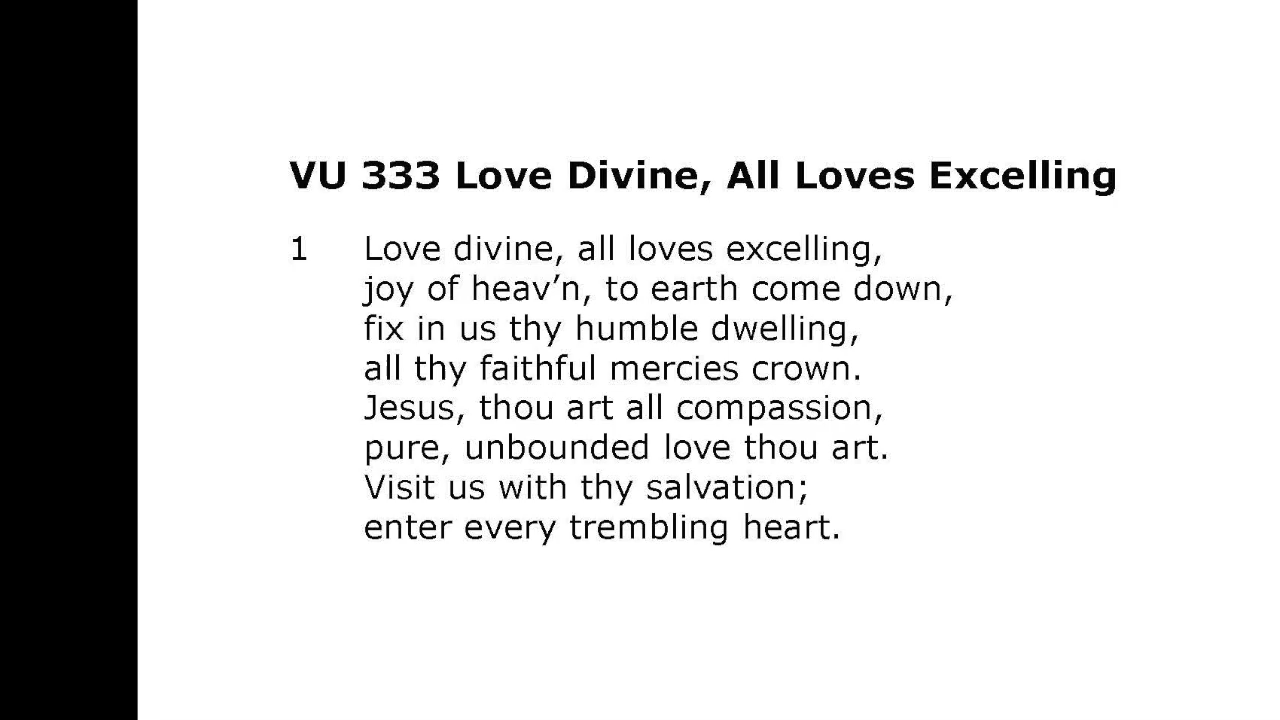 VU 333 Love Divine, All Loves Excelling
1 Love divine, all loves excelling,
joy of heav’n, to earth come down,
fix in us thy humble dwelling,
all thy faithful mercies crown.
Jesus, thou art all compassion,
pure, unbounded love thou art.
Visit us with thy salvation;
enter every trembling heart.